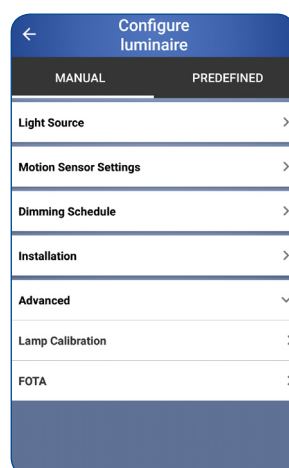 Configure
luminaire
MANUAL PREDEFINED
Light Source
Motion Sensor Settings
Dimming Schedule
Installation
Advanced
Lamp Calibration
FOTA